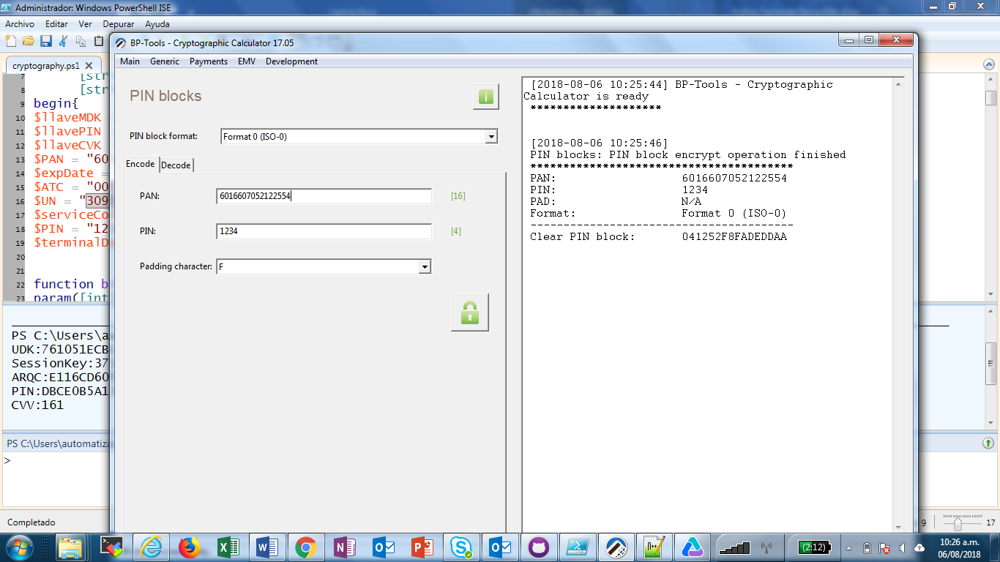 Administrador: Windows PowerShell ISE
Archivo Editar Ver Depurar Ayuda
cryptography.ps1
7 [str
8 [str
9 begin{
10 $llaveMDK
11 $llavePIN
12 $llaveCVK
13 $PAN = "60
14 $expDate =
15 $ATC = "00
16 $UN = "309
17 $serviceCo
18 $PIN = "12
19 $terminalD
20
21
22 function b
23 param([int
PS C:\Users\a
UDK:761051ECB
SessionKey:37
ARQC:E116CD60
PIN:DBCE0B5A1
CVV:161
PS C:\Users\automatiza
>
Completado
9 17
BP-Tools - Cryptographic Calculator 17.05
Main Generic Payments EMV Development
PIN blocks
i
PIN block format: Format 0 (ISO-0)
Encode Decode
PAN: 6016607052122554 [16]
PIN: 1234 [4]
Padding character: F
[2018-08-06 10:25:44] BP-Tools - Cryptographic
Calculator is ready
********************
[2018-08-06 10:25:46]
PIN blocks: PIN block encrypt operation finished
****************************************
PAN: 6016607052122554
PIN: 1234
PAD: N/A
Format: Format 0 (ISO-0)
----------------------------------------
Clear PIN block: 041252F8FADEDDAA
(2:12)
10:26 a.m.
06/08/2018